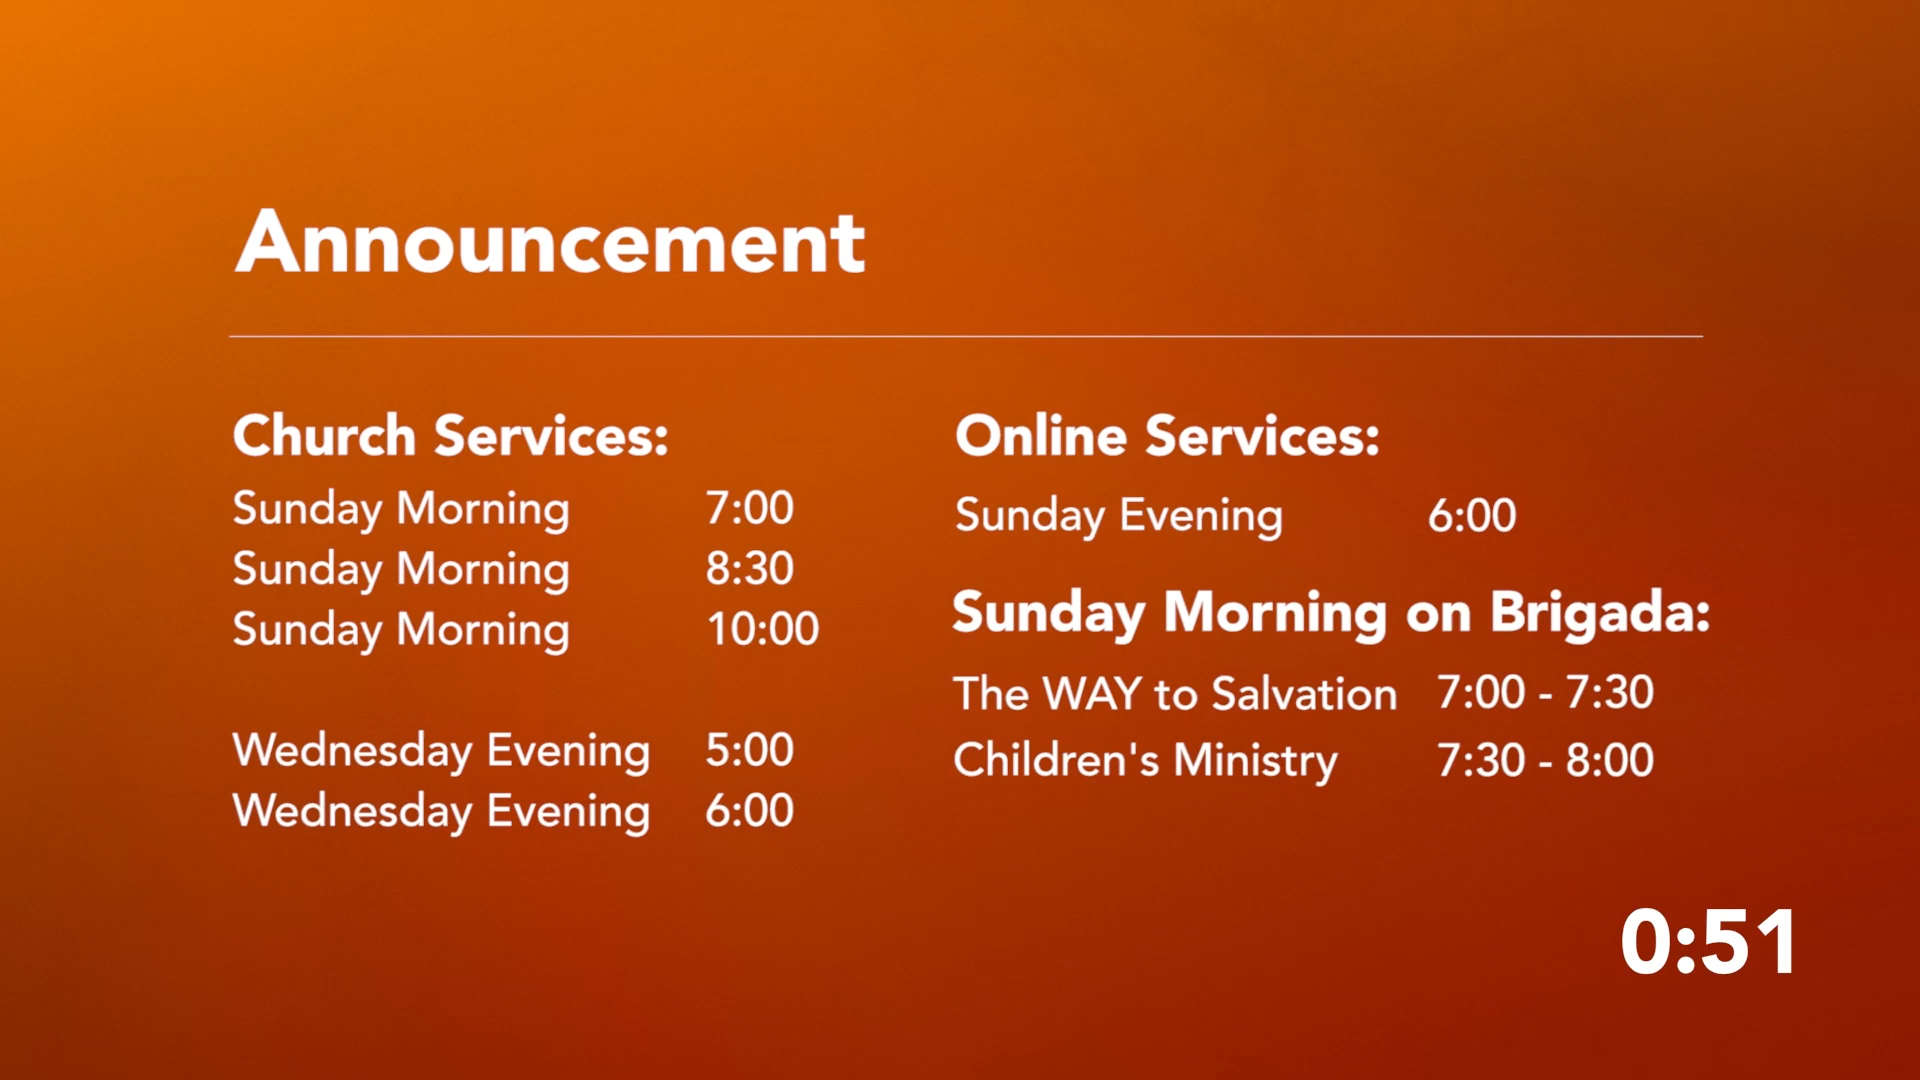 Announcement
Church Services:
Sunday Morning 7:00
Sunday Morning 8:30
Sunday Morning 10:00
Wednesday Evening 5:00
Wednesday Evening 6:00
Online Services:
Sunday Evening 6:00
Sunday Morning on Brigada:
The WAY to Salvation 7:00 - 7:30
Children's Ministry 7:30 - 8:00
0:51